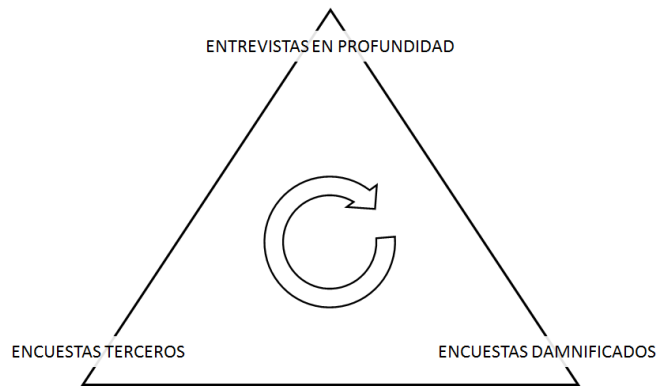 ENTREVISTAS EN PROFUNDIDAD
ENCUESTAS TERCEROS
ENCUESTAS DAMNIFICADOS